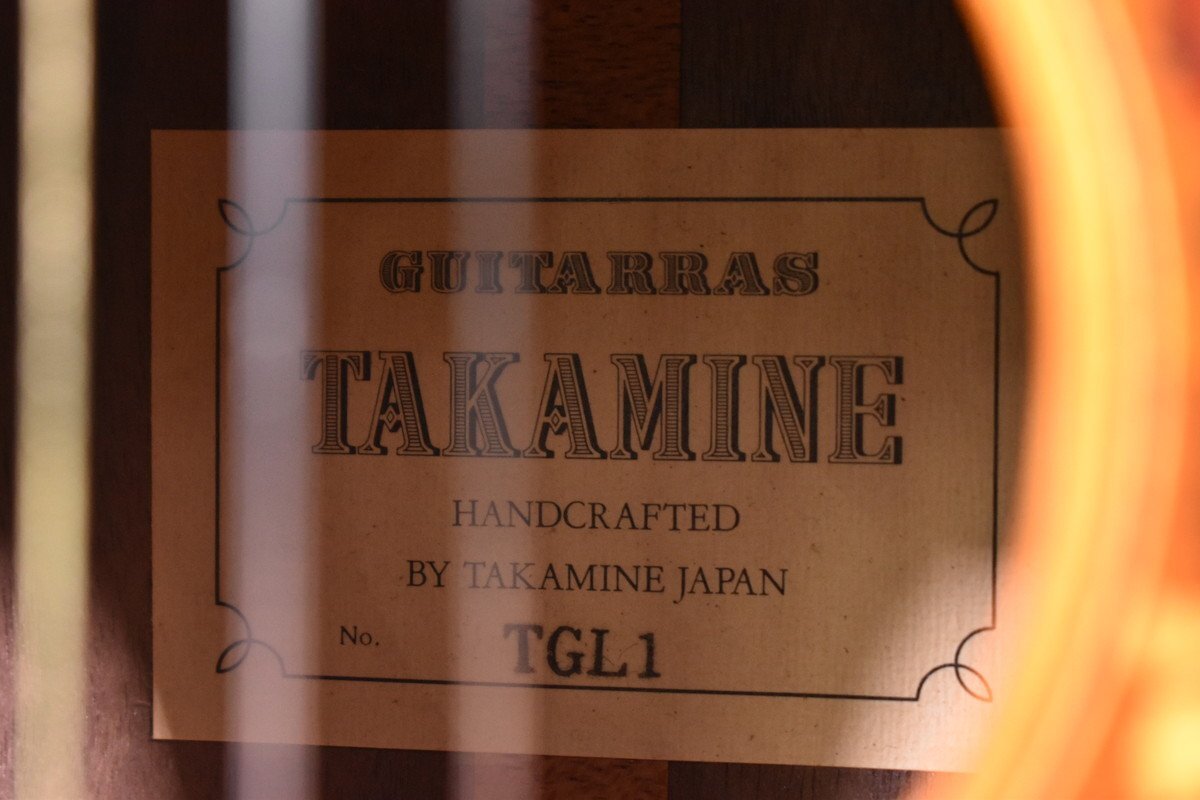 GUITARRAS
TAKAMINE
HANDCRAFTED
BY TAKAMINE JAPAN
No. TGL1